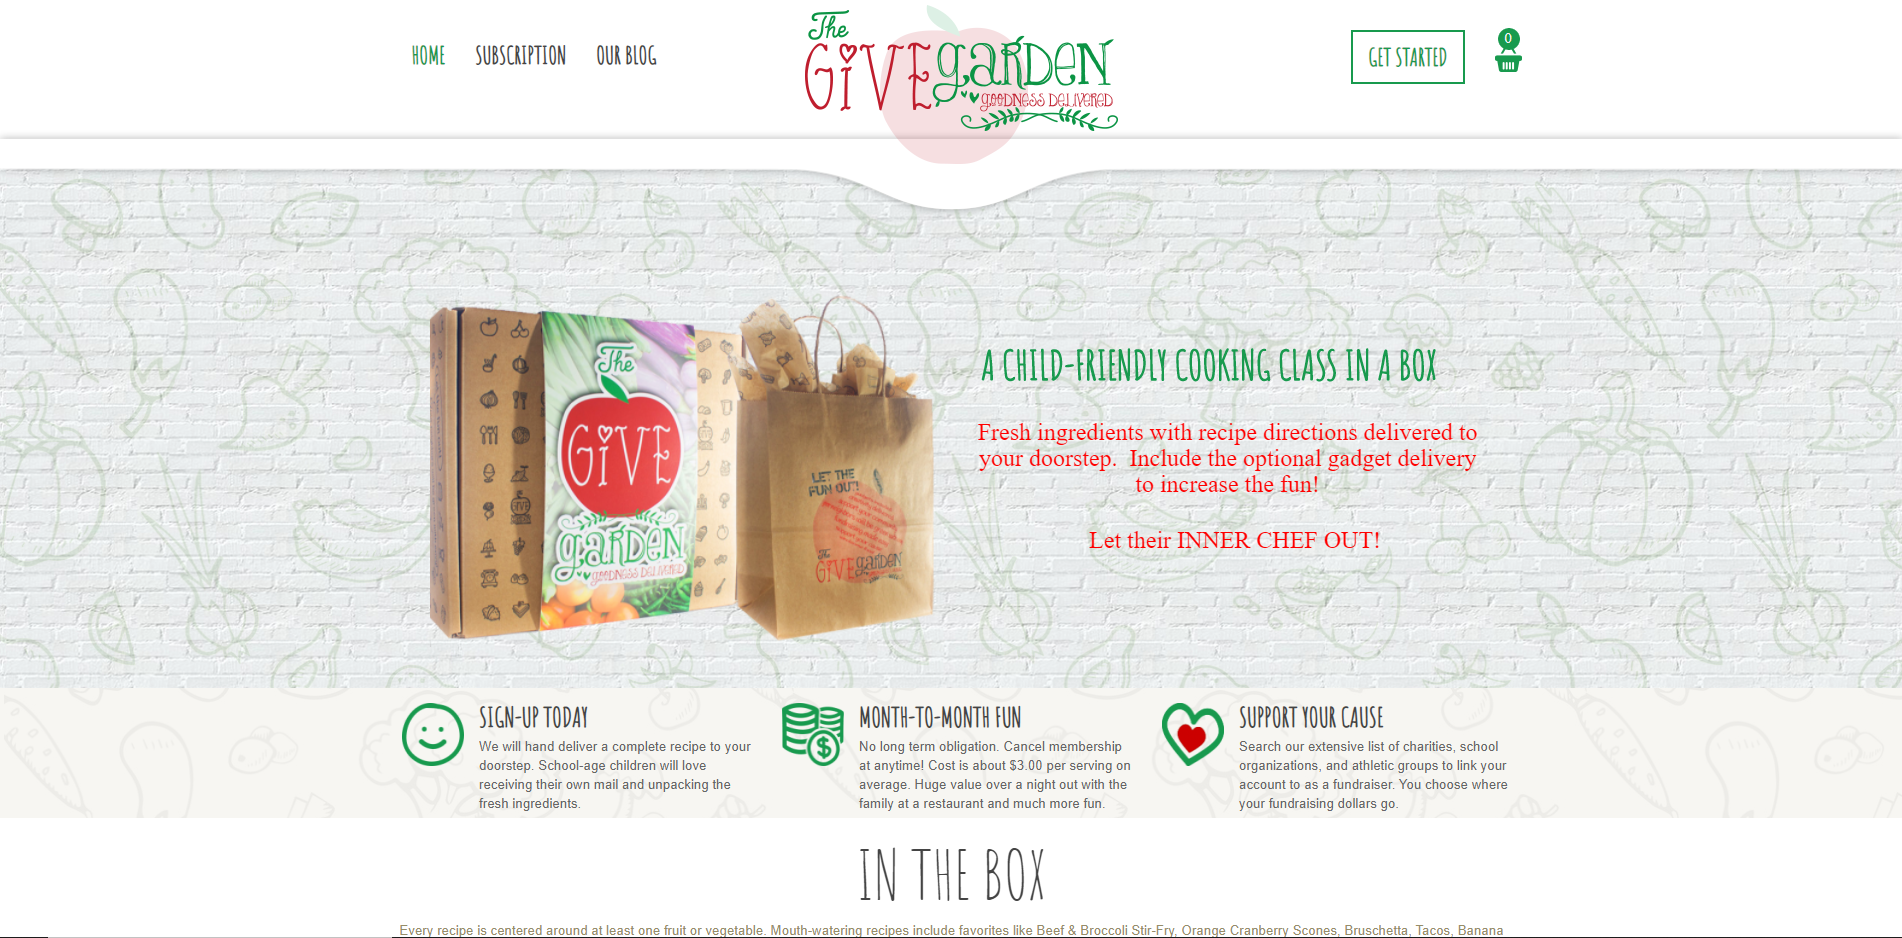 HOME SUBSCRIPTION OUR BLOG
The
GIVE garden
GOODNESS DELIVERED
GET STARTED
0
The
GIVE
garden
GOODNESS DELIVERED
LET THE
FUN OUT!
The
GIVE garden
A CHILD-FRIENDLY COOKING CLASS IN A BOX
Fresh ingredients with recipe directions delivered to
your doorstep.  Include the optional gadget delivery
to increase the fun!
Let their INNER CHEF OUT!
SIGN-UP TODAY
We will hand deliver a complete recipe to your
doorstep. School-age children will love
receiving their own mail and unpacking the
fresh ingredients.
MONTH-TO-MONTH FUN
No long term obligation. Cancel membership
at anytime! Cost is about $3.00 per serving on
average. Huge value over a night out with the
family at a restaurant and much more fun.
SUPPORT YOUR CAUSE
Search our extensive list of charities, school
organizations, and athletic groups to link your
account to as a fundraiser. You choose where
your fundraising dollars go.
IN THE BOX
Every recipe is centered around at least one fruit or vegetable. Mouth-watering recipes include favorites like Beef & Broccoli Stir-Fry, Orange Cranberry Scones, Bruschetta, Tacos, Banana